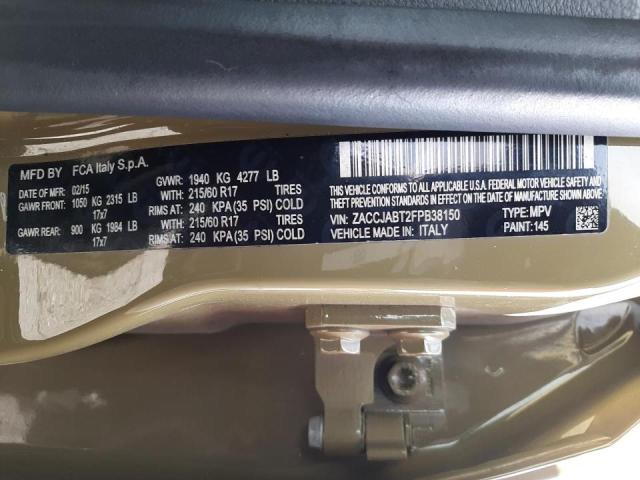 MFD BY FCA Italy S.p.A.
DATE OF MFD: 02/15 GVWR: 1940 KG 4277 LB
GAWR FRONT: 1050 KG 2315 LB WITH: 215/60 R17 TIRES
17x7 RIMS AT: 240 KPA (35 PSI) COLD
GAWR REAR: 900 KG 1984 LB WITH: 215/60 R17 TIRES
17x7 RIMS AT: 240 KPA (35 PSI) COLD
THIS VEHICLE CONFORMS TO ALL APPLICABLE U.S.A. FEDERAL MOTOR VEHICLE SAFETY, BUMPER, AND
THEFT PREVENTION STANDARDS IN EFFECT ON THE DATE OF MANUFACTURE SHOWN ABOVE.
VIN: ZACCJABT2FPB38150 TYPE: MPV
VEHICLE MADE IN: ITALY PAINT: 145